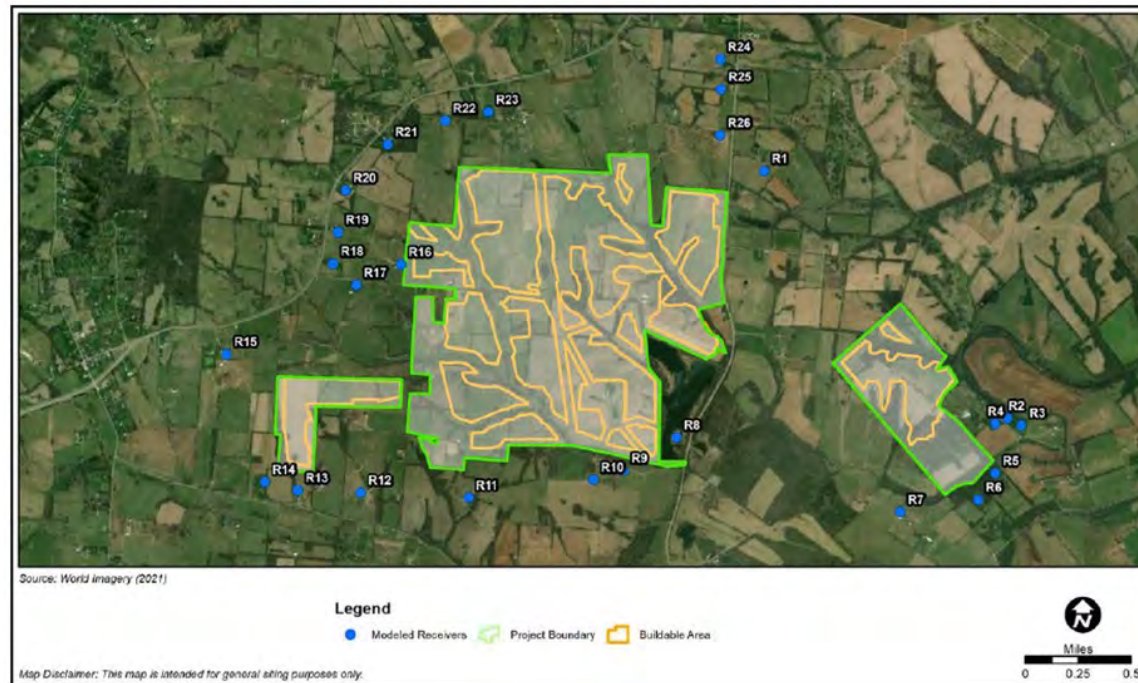 R24
R25
R23
R22
R26
R21
R1
R20
R19
R18
R16
R17
R15
R4
R2
R3
R8
R9
R5
R14
R13
R12
R10
R11
R6
R7
Source: World Imagery (2021)
Legend
Modeled Receivers
Project Boundary
Buildable Area
N
Miles
0 0.25 0.5
Map Disclaimer: This map is intended for general siting purposes only.